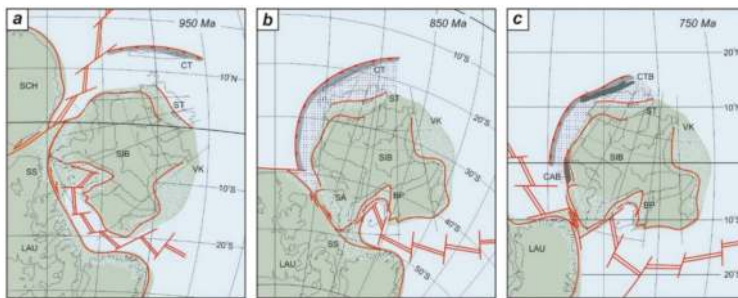 a
950 Ma
CT
10°N
SCH
ST
SIB
SS
VK
10°S
20°S
LAU
b
850 Ma
10°S
CT
20°S
ST
VK
SIB
30°S
SA
BP
40°S
SS
LAU
50°S
c
750 Ma
20°N
CTB
10°N
ST
VK
SIB
0°
CAB
BP
10°S
LAU
20°S